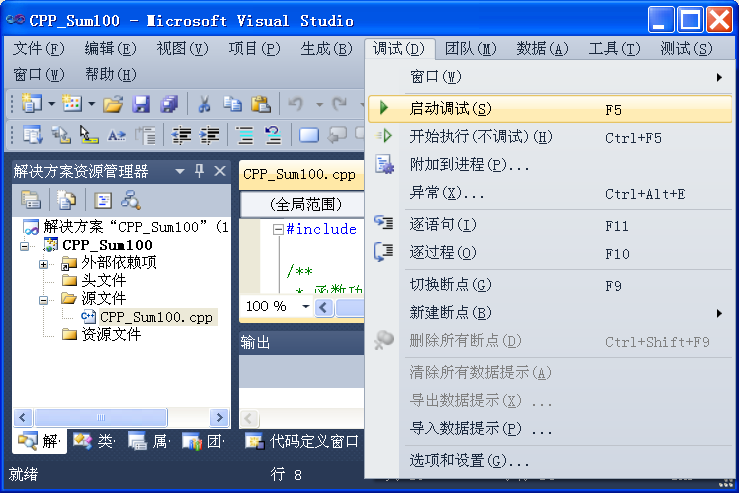 CPP_Sum100 - Microsoft Visual Studio
文件(F) 编辑(E) 视图(V) 项目(P) 生成(B) 调试(D) 团队(M) 数据(A) 工具(T) 测试(S)
窗口(W) 帮助(H)
窗口(W)
启动调试(S) F5
开始执行(不调试)(H) Ctrl+F5
附加到进程(P)...
异常(X)... Ctrl+Alt+E
逐语句(I) F11
逐过程(O) F10
切换断点(G) F9
新建断点(B)
删除所有断点(D) Ctrl+Shift+F9
清除所有数据提示(A)
导出数据提示(X) ...
导入数据提示(P) ...
选项和设置(G)...
解决方案资源管理器
解决方案“CPP_Sum100”(1
CPP_Sum100
外部依赖项
头文件
源文件
CPP_Sum100.cpp
资源文件
解· 类· 属· 团·
CPP_Sum100.cpp
(全局范围)
#include
/**
100 %
输出
代码定义窗口
就绪
行 8